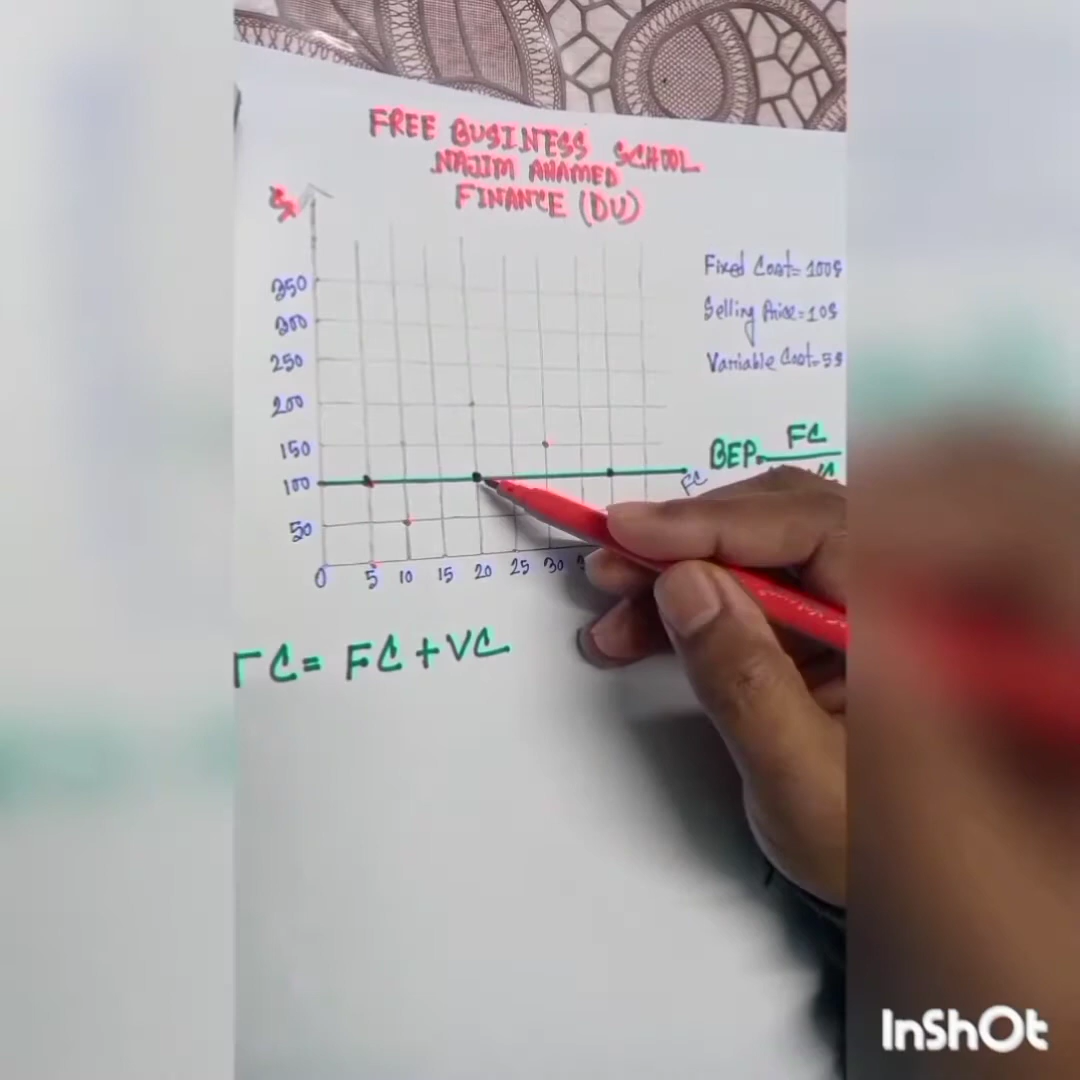 FREE BUSINESS SCHOOL
NAJIM AHAMED
FINANCE (DU)
$
350
300
250
200
150
100
50
0 5 10 15 20 25 30
FC
Fixed Cost=100$
Selling Price=10$
Variable Cost=5$
BEP= FC
TC= FC+VC
InShOt